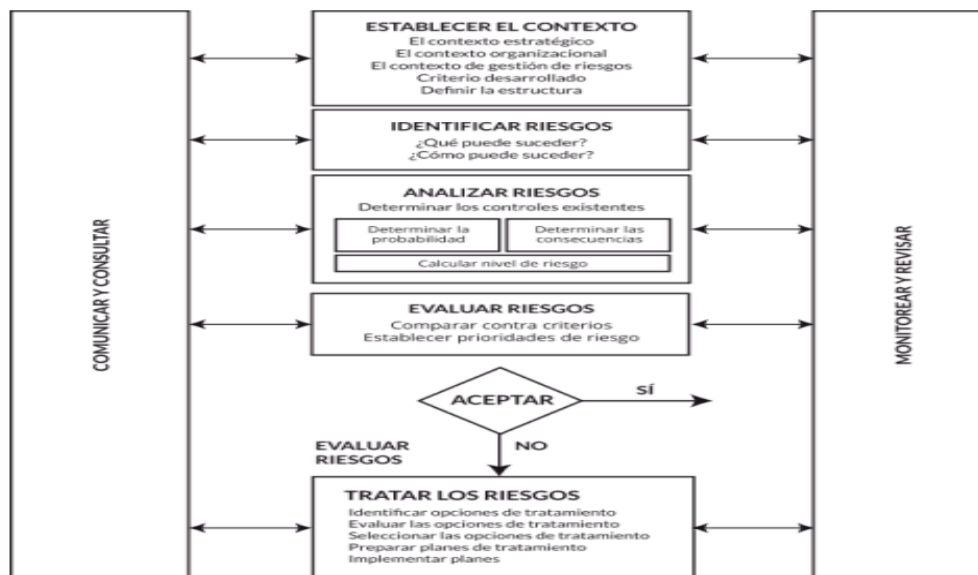 ESTABLECER EL CONTEXTO
El contexto estratégico
El contexto organizacional
El contexto de gestión de riesgos
Criterio desarrollado
Definir la estructura
IDENTIFICAR RIESGOS
¿Qué puede suceder?
¿Cómo puede suceder?
ANALIZAR RIESGOS
Determinar los controles existentes
Determinar la
probabilidad
Determinar las
consecuencias
Calcular nivel de riesgo
COMUNICAR Y CONSULTAR
MONITOREAR Y REVISAR
EVALUAR RIESGOS
Comparar contra criterios
Establecer prioridades de riesgo
ACEPTAR
SÍ
NO
EVALUAR
RIESGOS
TRATAR LOS RIESGOS
Identificar opciones de tratamiento
Evaluar las opciones de tratamiento
Seleccionar las opciones de tratamiento
Preparar planes de tratamiento
Implementar planes